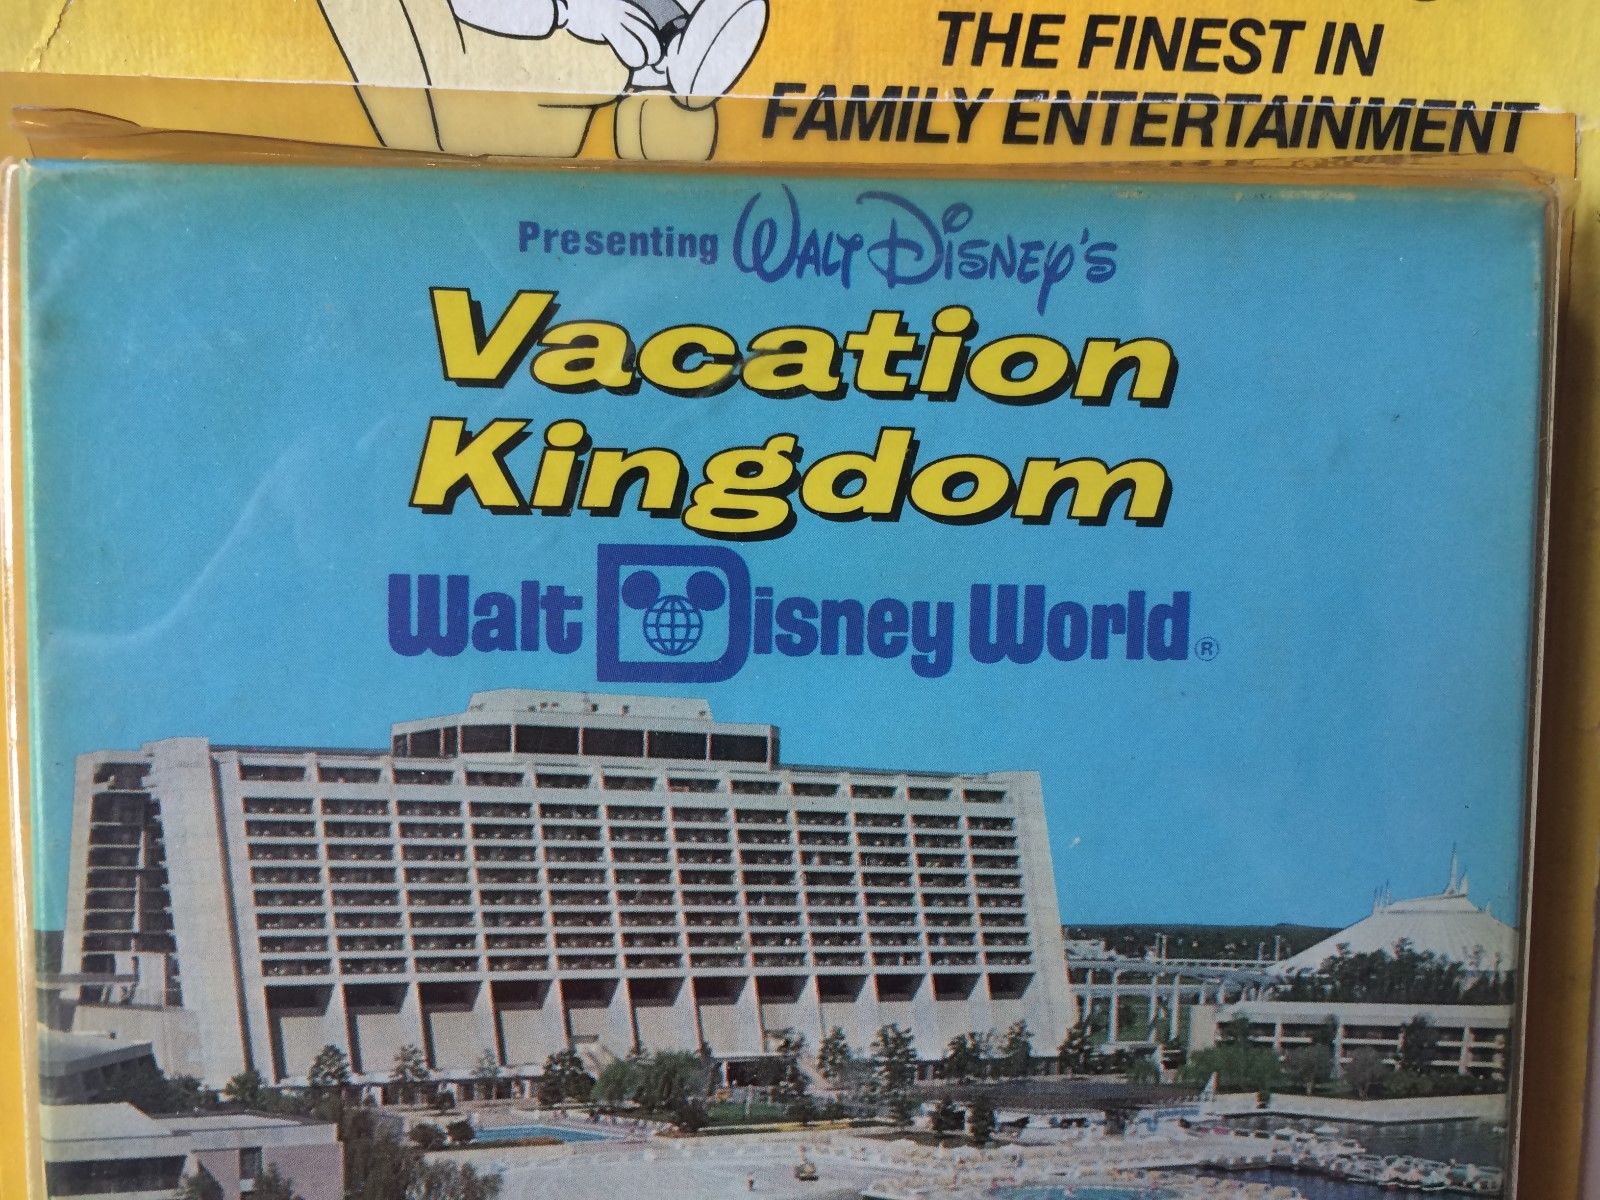 THE FINEST IN
FAMILY ENTERTAINMENT
Presenting WALT DISNEY'S
Vacation
Kingdom
Walt Disney World®